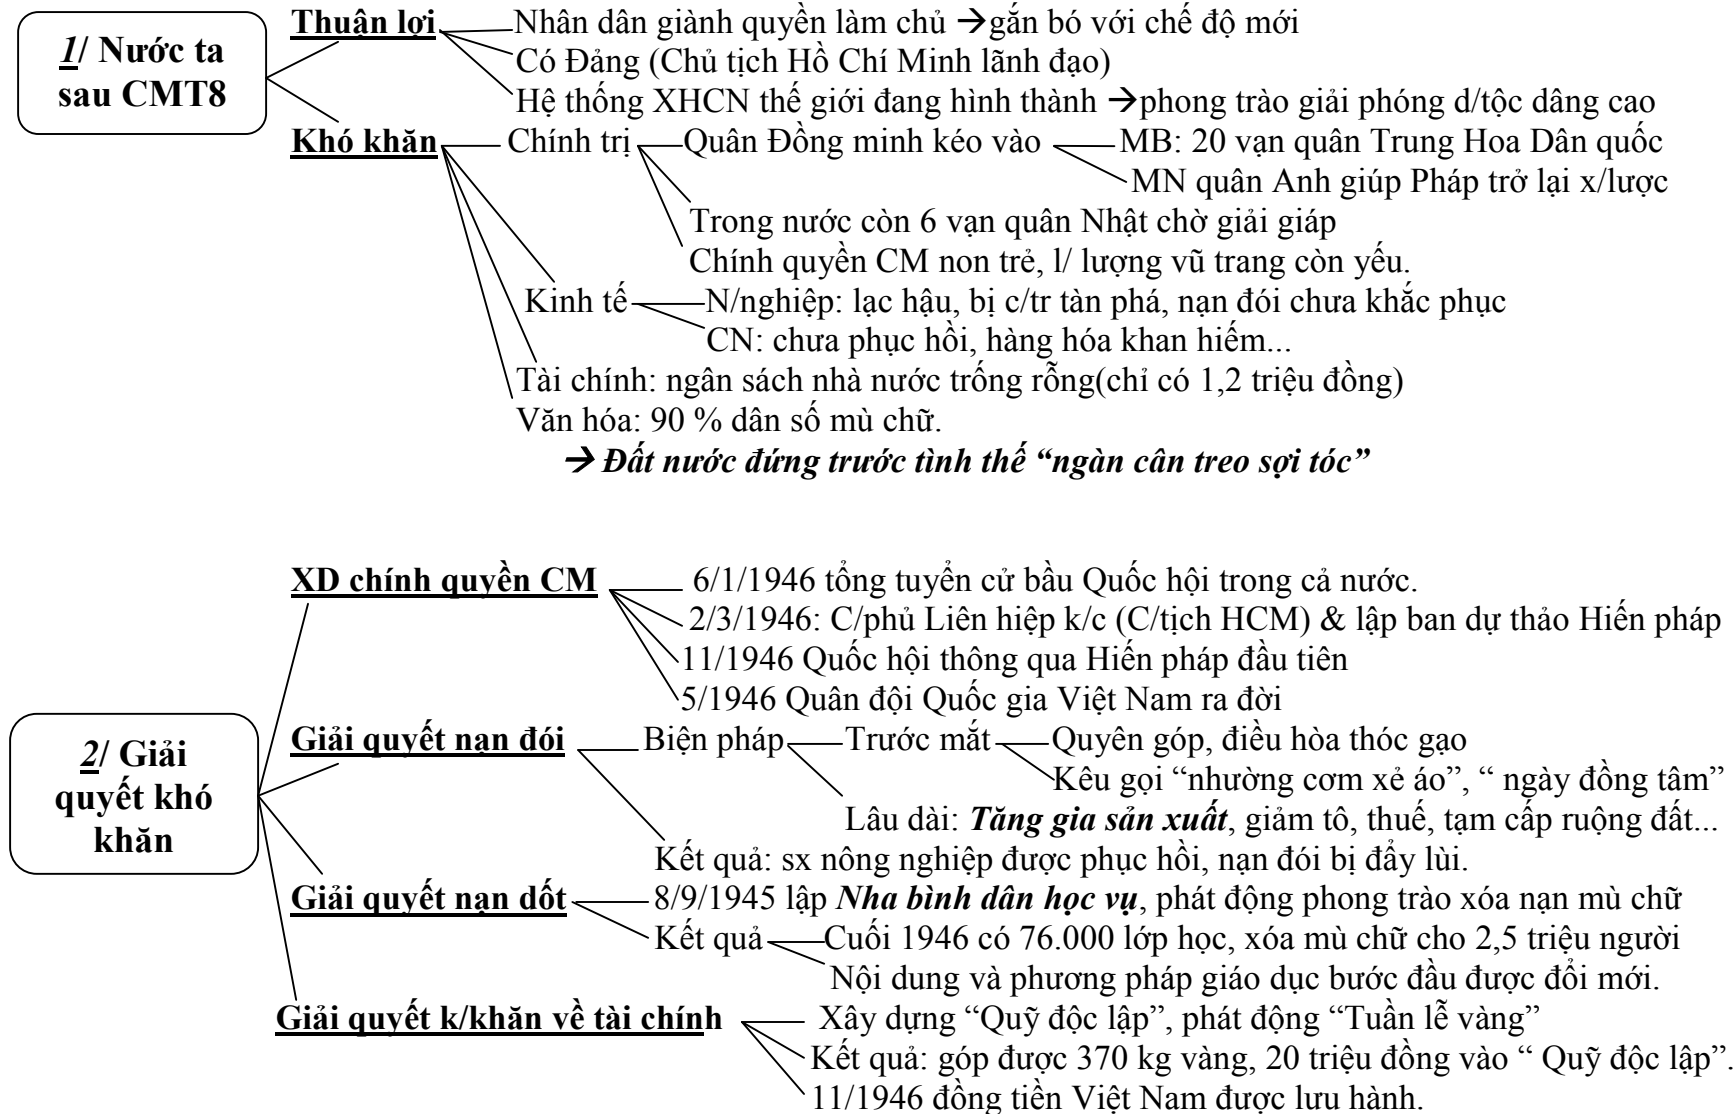 1/ Nước ta
sau CMT8
Thuận lợi
Nhân dân giành quyền làm chủ →gắn bó với chế độ mới
Có Đảng (Chủ tịch Hồ Chí Minh lãnh đạo)
Hệ thống XHCN thế giới đang hình thành →phong trào giải phóng d/tộc dâng cao
Khó khăn
Chính trị
Quân Đồng minh kéo vào
MB: 20 vạn quân Trung Hoa Dân quốc
MN quân Anh giúp Pháp trở lại x/lược
Trong nước còn 6 vạn quân Nhật chờ giải giáp
Chính quyền CM non trẻ, l/ lượng vũ trang còn yếu.
Kinh tế
N/nghiệp: lạc hậu, bị c/tr tàn phá, nạn đói chưa khắc phục
CN: chưa phục hồi, hàng hóa khan hiếm...
Tài chính: ngân sách nhà nước trống rỗng(chỉ có 1,2 triệu đồng)
Văn hóa: 90 % dân số mù chữ.
→ Đất nước đứng trước tình thế “ngàn cân treo sợi tóc”
2/ Giải
quyết khó
khăn
XD chính quyền CM
6/1/1946 tổng tuyển cử bầu Quốc hội trong cả nước.
2/3/1946: C/phủ Liên hiệp k/c (C/tịch HCM) & lập ban dự thảo Hiến pháp
11/1946 Quốc hội thông qua Hiến pháp đầu tiên
5/1946 Quân đội Quốc gia Việt Nam ra đời
Giải quyết nạn đói
Biện pháp
Trước mắt
Quyên góp, điều hòa thóc gạo
Kêu gọi “nhường cơm xẻ áo”, “ ngày đồng tâm”
Lâu dài: Tăng gia sản xuất, giảm tô, thuế, tạm cấp ruộng đất...
Kết quả: sx nông nghiệp được phục hồi, nạn đói bị đẩy lùi.
Giải quyết nạn dốt
8/9/1945 lập Nha bình dân học vụ, phát động phong trào xóa nạn mù chữ
Kết quả
Cuối 1946 có 76.000 lớp học, xóa mù chữ cho 2,5 triệu người
Nội dung và phương pháp giáo dục bước đầu được đổi mới.
Giải quyết k/khăn về tài chính
Xây dựng “Quỹ độc lập”, phát động “Tuần lễ vàng”
Kết quả: góp được 370 kg vàng, 20 triệu đồng vào “ Quỹ độc lập”.
11/1946 đồng tiền Việt Nam được lưu hành.